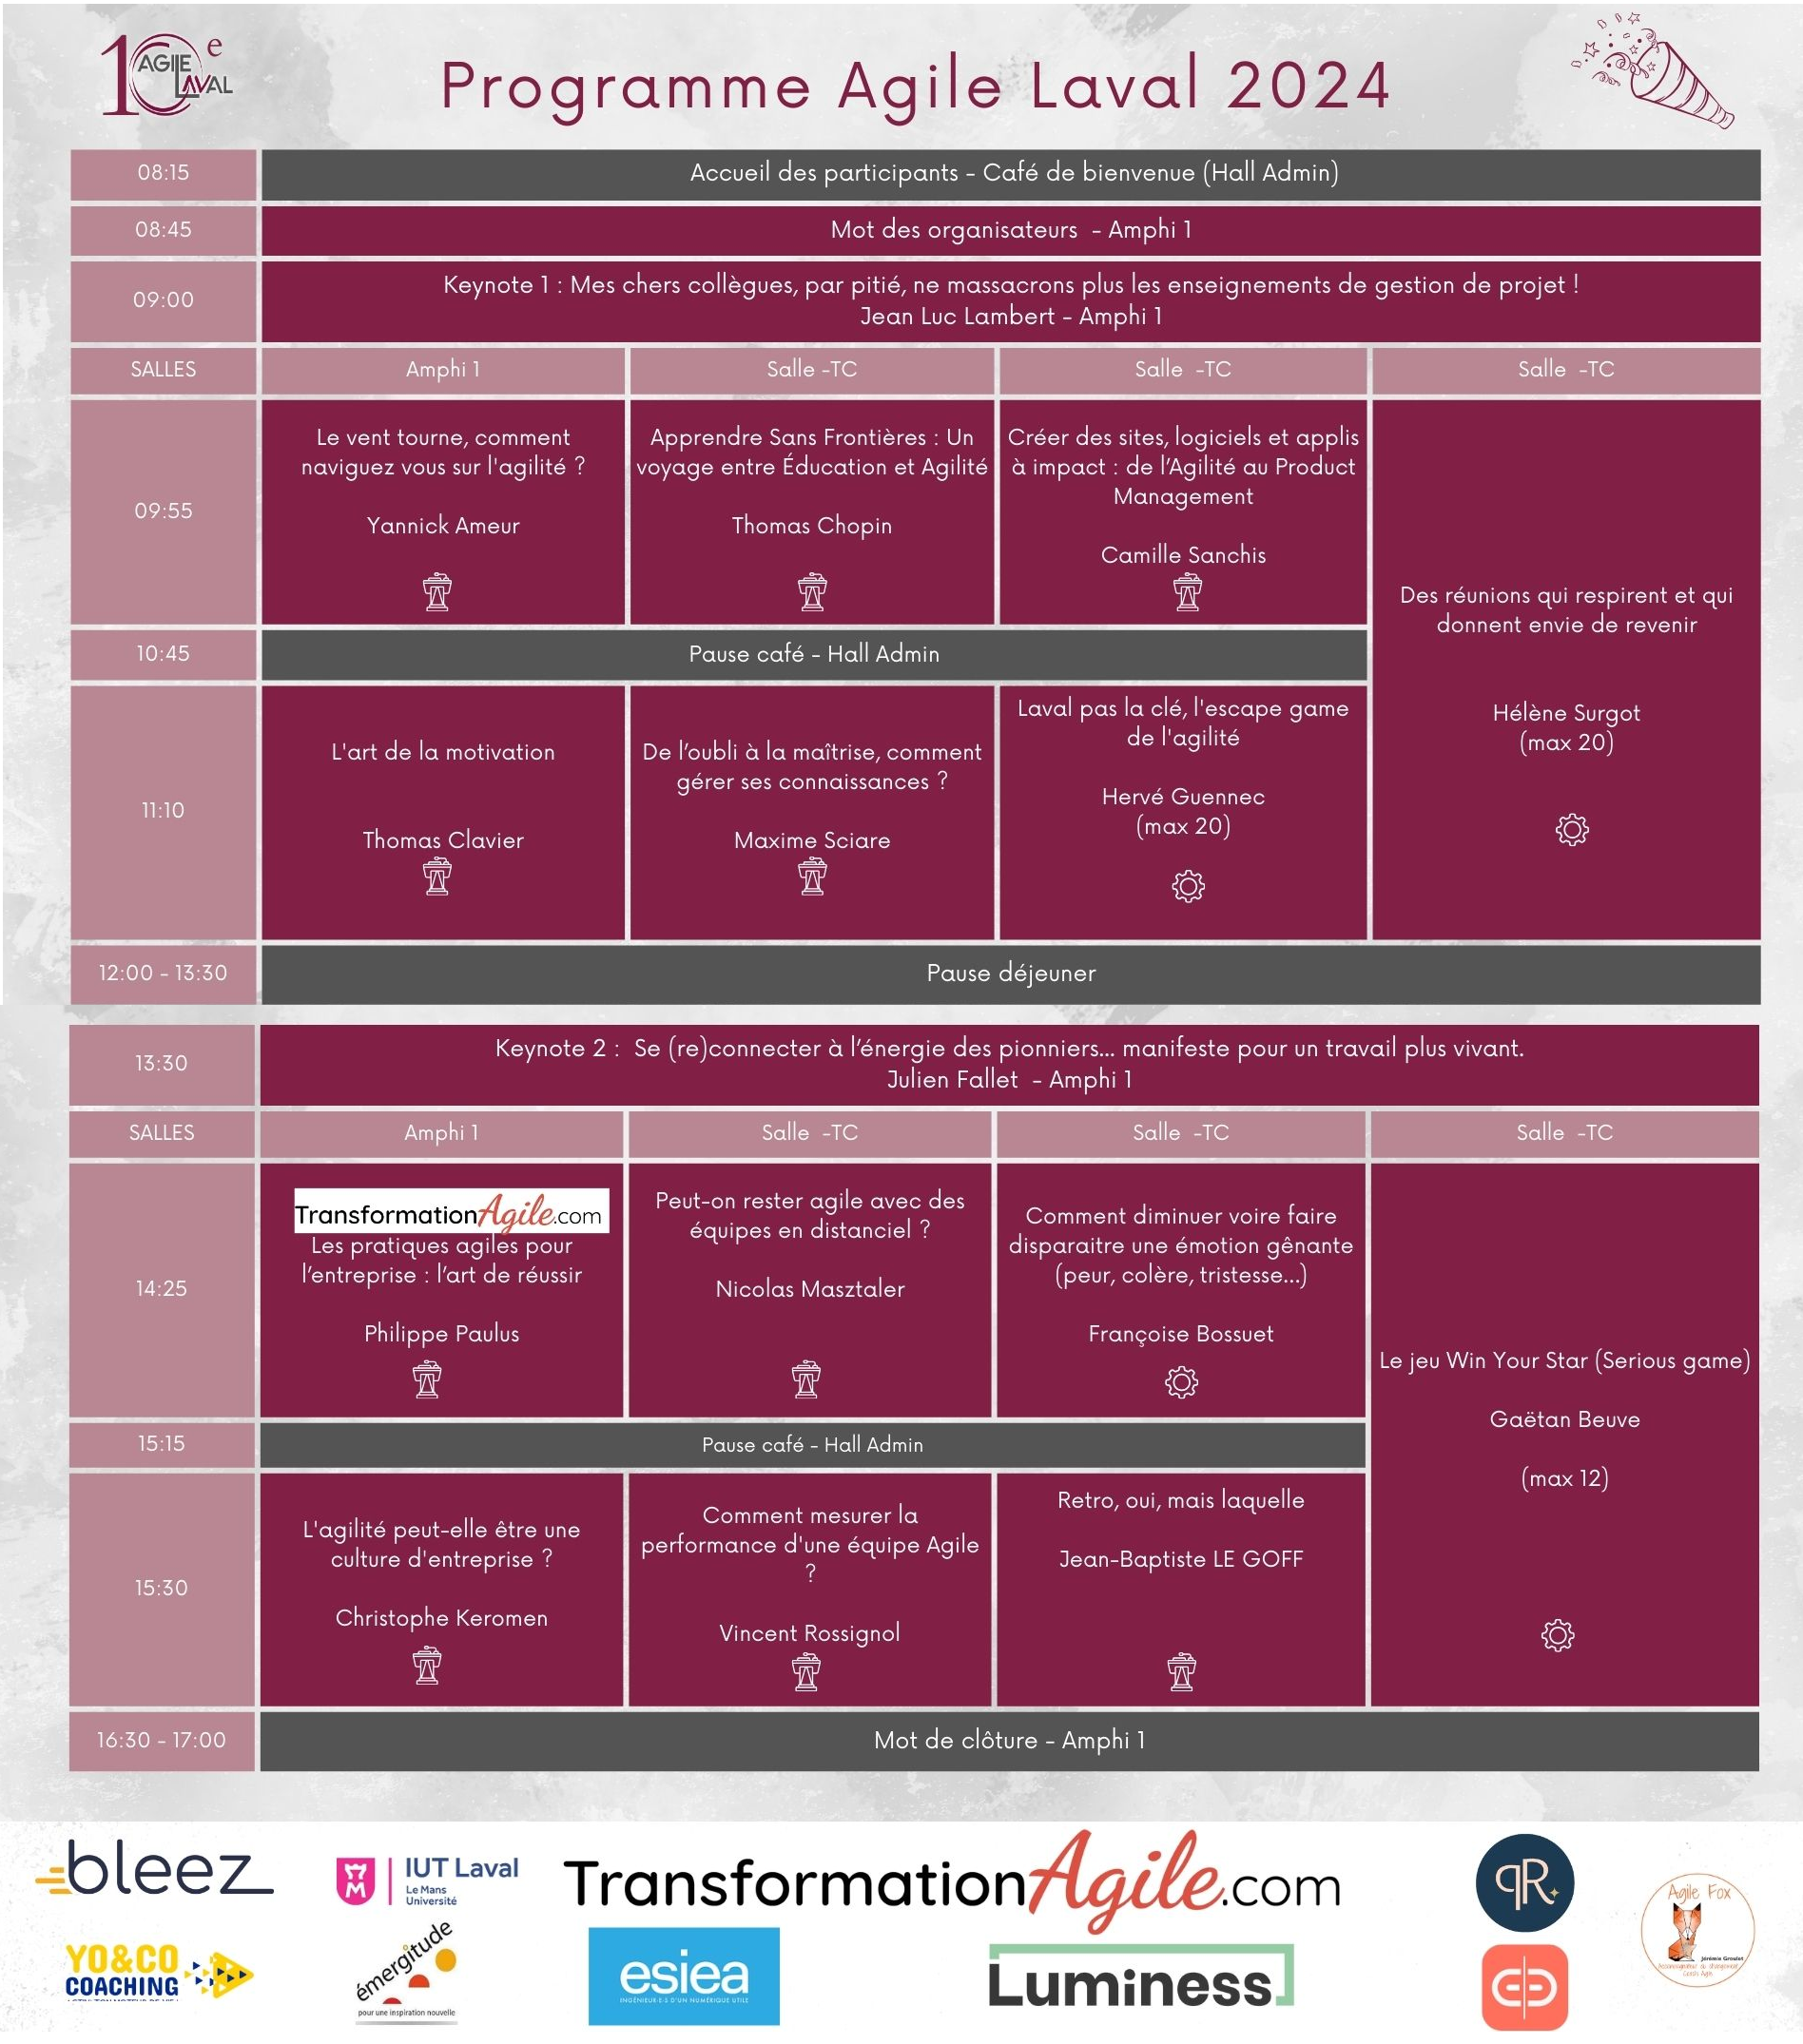 10e AGILE LAVAL
Programme Agile Laval 2024
08:15
Accueil des participants - Café de bienvenue (Hall Admin)
08:45
Mot des organisateurs - Amphi 1
09:00
Keynote 1 : Mes chers collègues, par pitié, ne massacrons plus les enseignements de gestion de projet !
Jean Luc Lambert - Amphi 1
SALLES
Amphi 1
Salle -TC
Salle -TC
Salle -TC
09:55
Le vent tourne, comment
naviguez vous sur l'agilité ?
Yannick Ameur
Apprendre Sans Frontières : Un
voyage entre Éducation et Agilité
Thomas Chopin
Créer des sites, logiciels et applis
à impact : de l'Agilité au Product
Management
Camille Sanchis
Des réunions qui respirent et qui
donnent envie de revenir
Hélène Surgot
(max 20)
10:45
Pause café - Hall Admin
11:10
L'art de la motivation
Thomas Clavier
De l'oubli à la maîtrise, comment
gérer ses connaissances ?
Maxime Sciare
Laval pas la clé, l'escape game
de l'agilité
Hervé Guennec
(max 20)
12:00 - 13:30
Pause déjeuner
13:30
Keynote 2 : Se (re)connecter à l'énergie des pionniers... manifeste pour un travail plus vivant.
Julien Fallet - Amphi 1
SALLES
Amphi 1
Salle -TC
Salle -TC
Salle -TC
14:25
TransformationAgile.com
Les pratiques agiles pour
l'entreprise : l'art de réussir
Philippe Paulus
Peut-on rester agile avec des
équipes en distanciel ?
Nicolas Masztaler
Comment diminuer voire faire
disparaitre une émotion gênante
(peur, colère, tristesse...)
Françoise Bossuet
Le jeu Win Your Star (Serious game)
Gaëtan Beuve
(max 12)
15:15
Pause café - Hall Admin
15:30
L'agilité peut-elle être une
culture d'entreprise ?
Christophe Keromen
Comment mesurer la
performance d'une équipe Agile
?
Vincent Rossignol
Retro, oui, mais laquelle
Jean-Baptiste LE GOFF
16:30 - 17:00
Mot de clôture - Amphi 1
bleez
IUT Laval
Le Mans
Université
TransformationAgile.com
Agile Fox
Jérémie Grodet
YO&CO
COACHING
émergitude
pour une inspiration nouvelle
esiea
INGÉNIEUR·E·S D'UN NUMÉRIQUE UTILE
Luminess